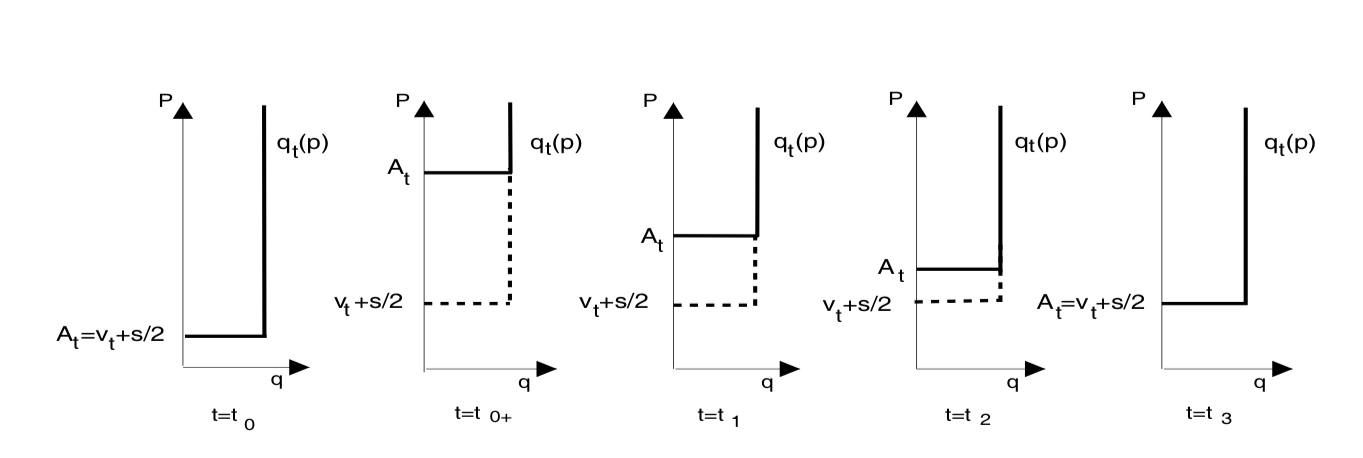 P
q_t(p)
A_t=v_t+s/2
q
t=t_0
P
q_t(p)
A_t
v_t+s/2
q
t=t_0+
P
q_t(p)
A_t
v_t+s/2
q
t=t_1
P
q_t(p)
A_t
v_t+s/2
q
t=t_2
P
q_t(p)
A_t=v_t+s/2
q
t=t_3